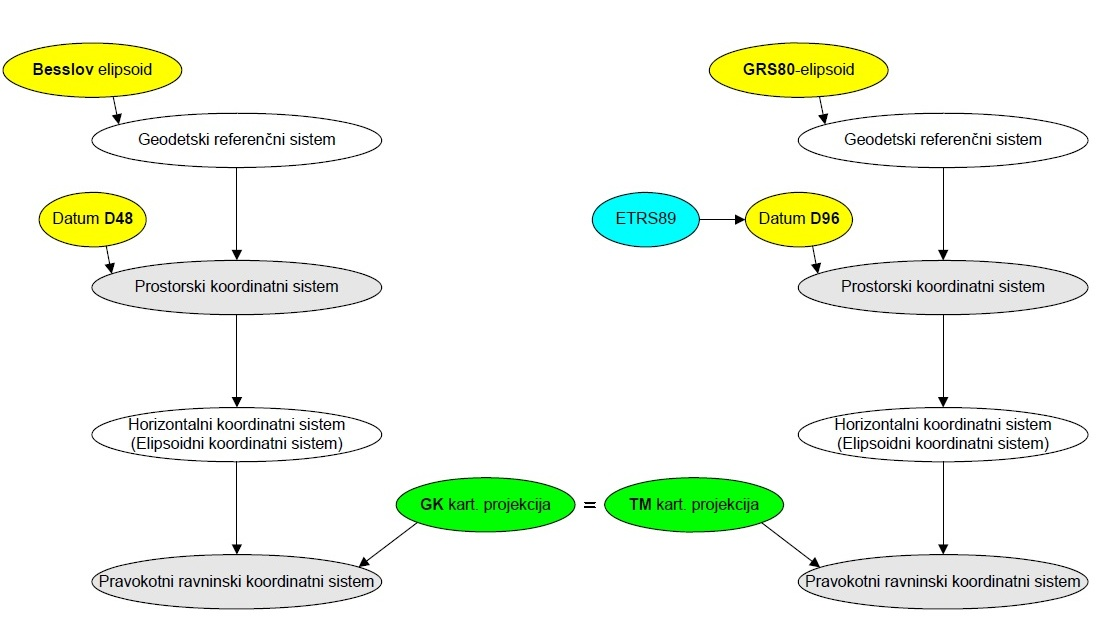 Besslov elipsoid
Geodetski referenčni sistem
Datum D48
Prostorski koordinatni sistem
Horizontalni koordinatni sistem
(Elipsoidni koordinatni sistem)
GK kart. projekcija
Pravokotni ravninski koordinatni sistem
=
GRS80-elipsoid
Geodetski referenčni sistem
ETRS89
Datum D96
Prostorski koordinatni sistem
Horizontalni koordinatni sistem
(Elipsoidni koordinatni sistem)
TM kart. projekcija
Pravokotni ravninski koordinatni sistem